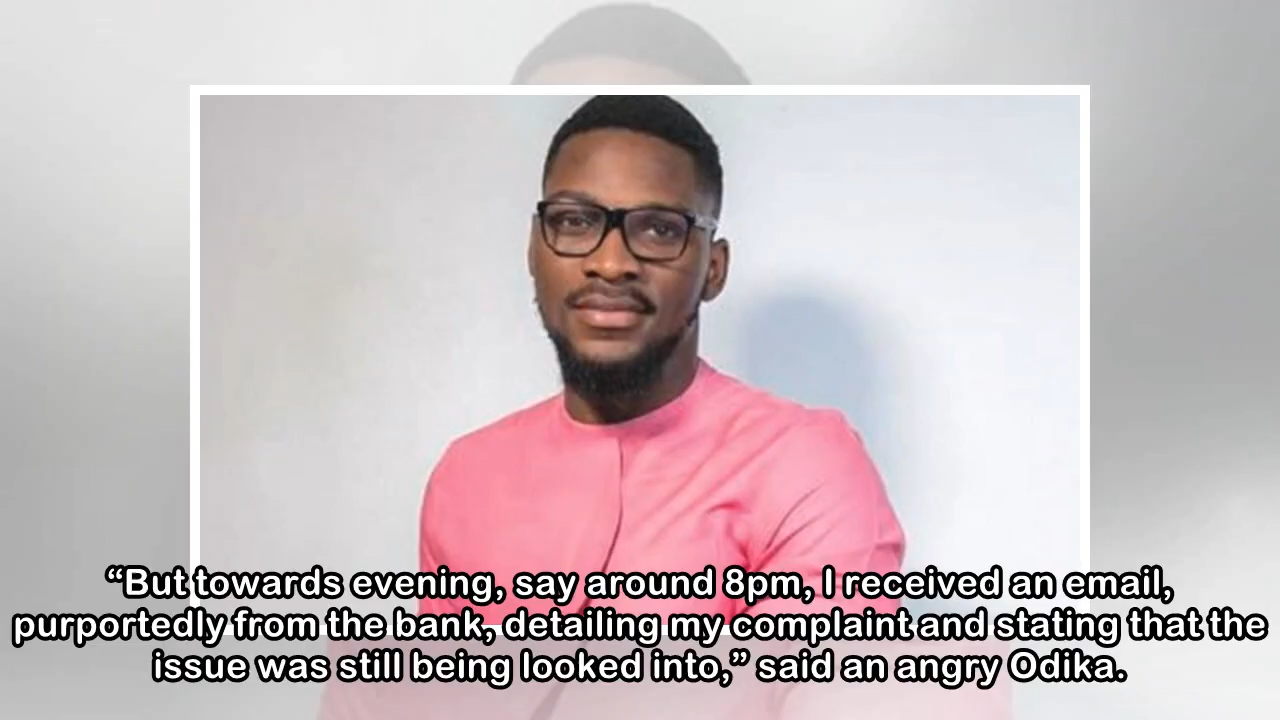 “But towards evening, say around 8pm, I received an email,
purportedly from the bank, detailing my complaint and stating that the
issue was still being looked into,” said an angry Odika.